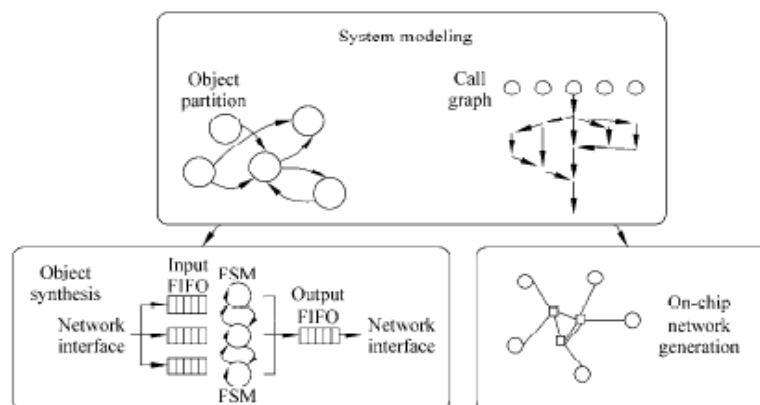 System modeling
Object
partition
Call
graph
Object
synthesis
Input
FIFO
FSM
Output
FIFO
Network
interface
Network
interface
FSM
On-chip
network
generation